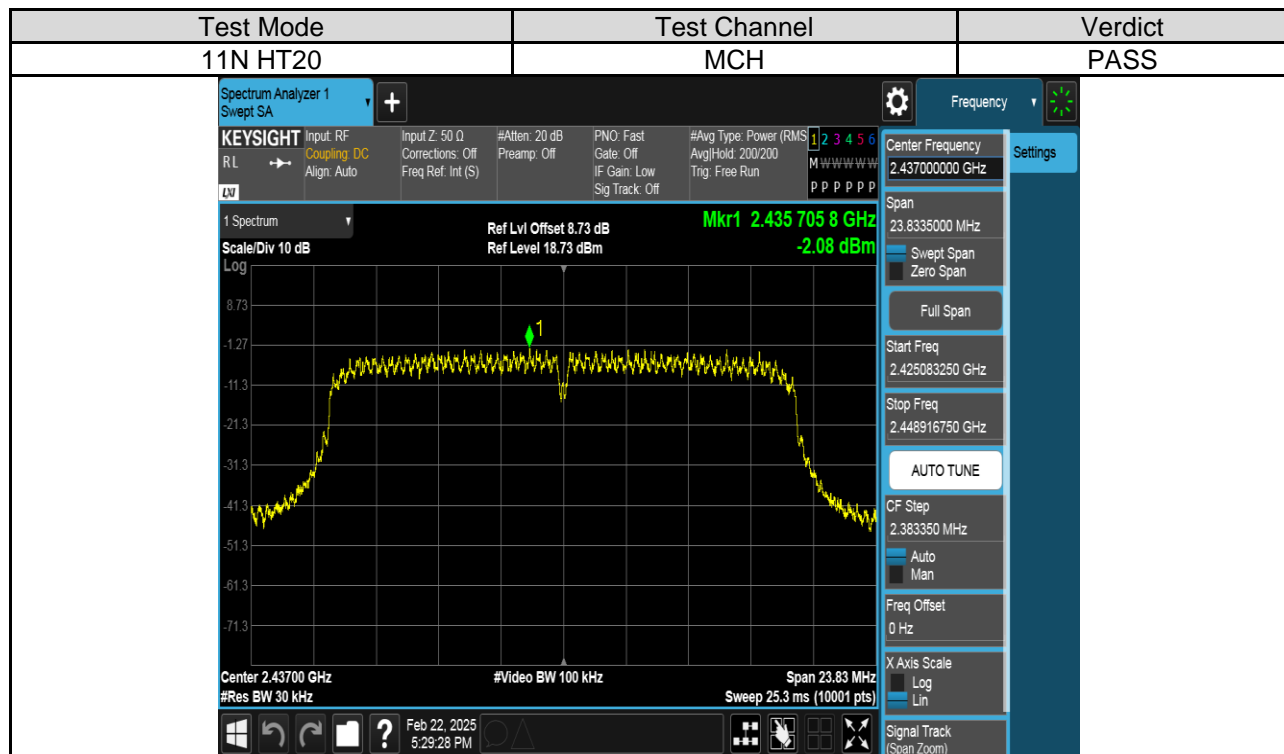 Test Mode Test Channel Verdict
11N HT20 MCH PASS
Spectrum Analyzer 1
Swept SA
+
Frequency
KEYSIGHT Input: RF Input Z: 50 Ω #Atten: 20 dB PNO: Fast #Avg Type: Power (RMS 1 2 3 4 5 6
RL Coupling: DC Corrections: Off Preamp: Off Gate: Off Avg|Hold: 200/200 M W W W W W
Align: Auto Freq Ref: Int (S) IF Gain: Low Trig: Free Run
LXI Sig Track: Off P P P P P P
1 Spectrum
Ref Lvl Offset 8.73 dB Mkr1 2.435 705 8 GHz
Scale/Div 10 dB Ref Level 18.73 dBm -2.08 dBm
Log
8.73
1
-1.27
-11.3
-21.3
-31.3
-41.3
-51.3
-61.3
-71.3
Center 2.43700 GHz #Video BW 100 kHz Span 23.83 MHz
#Res BW 30 kHz Sweep 25.3 ms (10001 pts)
? Feb 22, 2025
5:29:28 PM
Center Frequency
2.437000000 GHz
Settings
Span
23.8335000 MHz
Swept Span
Zero Span
Full Span
Start Freq
2.425083250 GHz
Stop Freq
2.448916750 GHz
AUTO TUNE
CF Step
2.383350 MHz
Auto
Man
Freq Offset
0 Hz
X Axis Scale
Log
Lin
Signal Track
(Span Zoom)